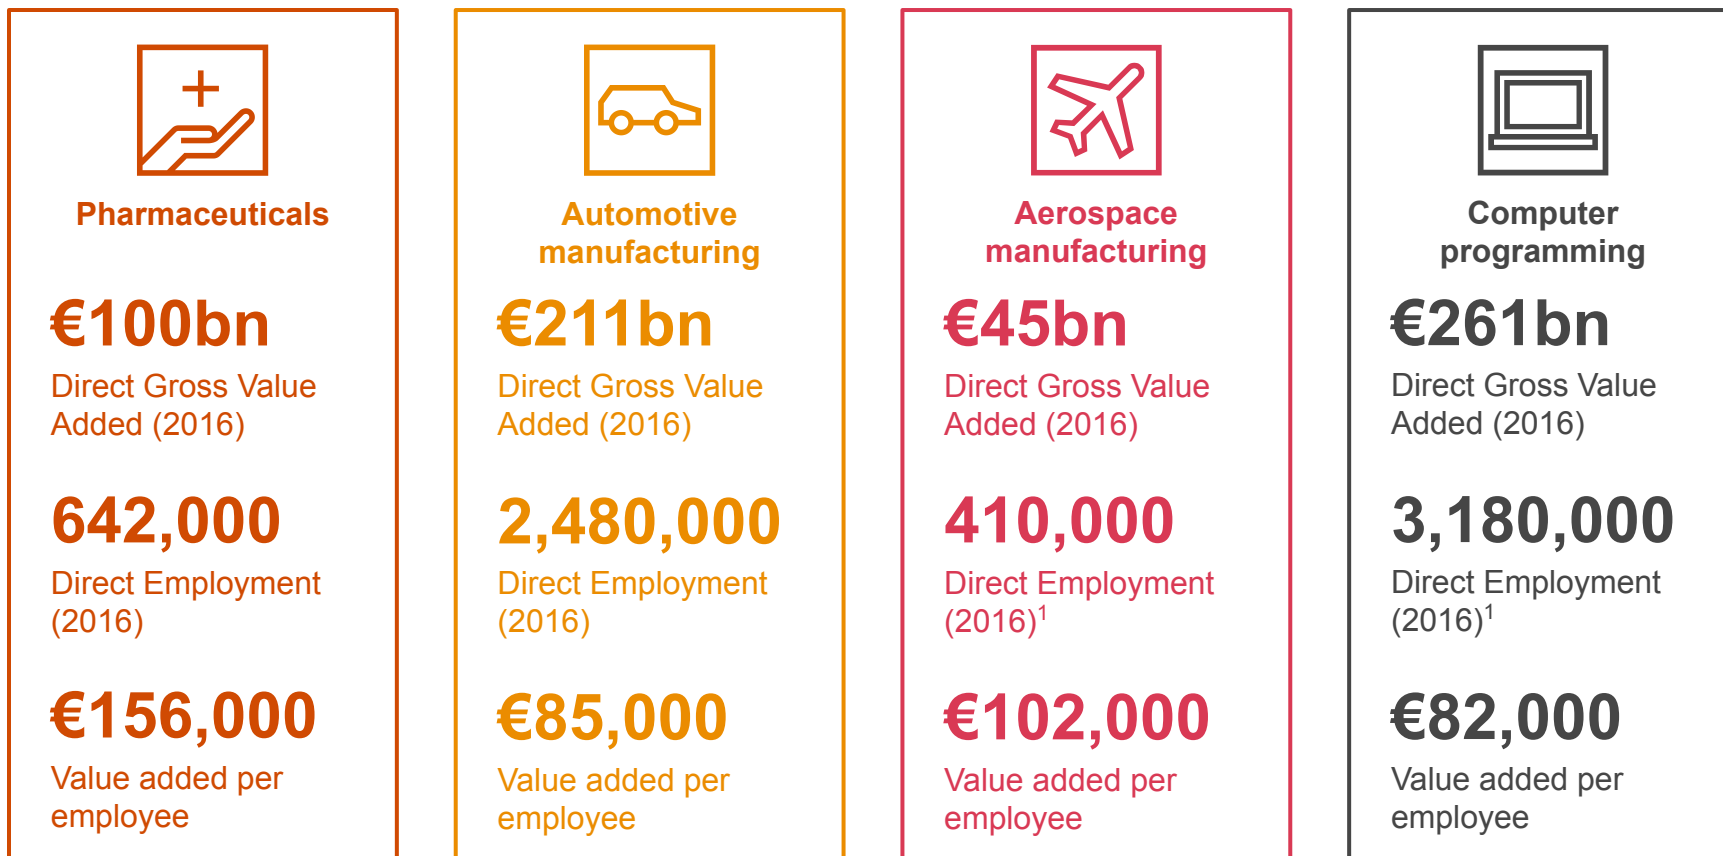 Pharmaceuticals
€100bn
Direct Gross Value
Added (2016)
642,000
Direct Employment
(2016)
€156,000
Value added per
employee
Automotive
manufacturing
€211bn
Direct Gross Value
Added (2016)
2,480,000
Direct Employment
(2016)
€85,000
Value added per
employee
Aerospace
manufacturing
€45bn
Direct Gross Value
Added (2016)
410,000
Direct Employment
(2016)¹
€102,000
Value added per
employee
Computer
programming
€261bn
Direct Gross Value
Added (2016)
3,180,000
Direct Employment
(2016)¹
€82,000
Value added per
employee